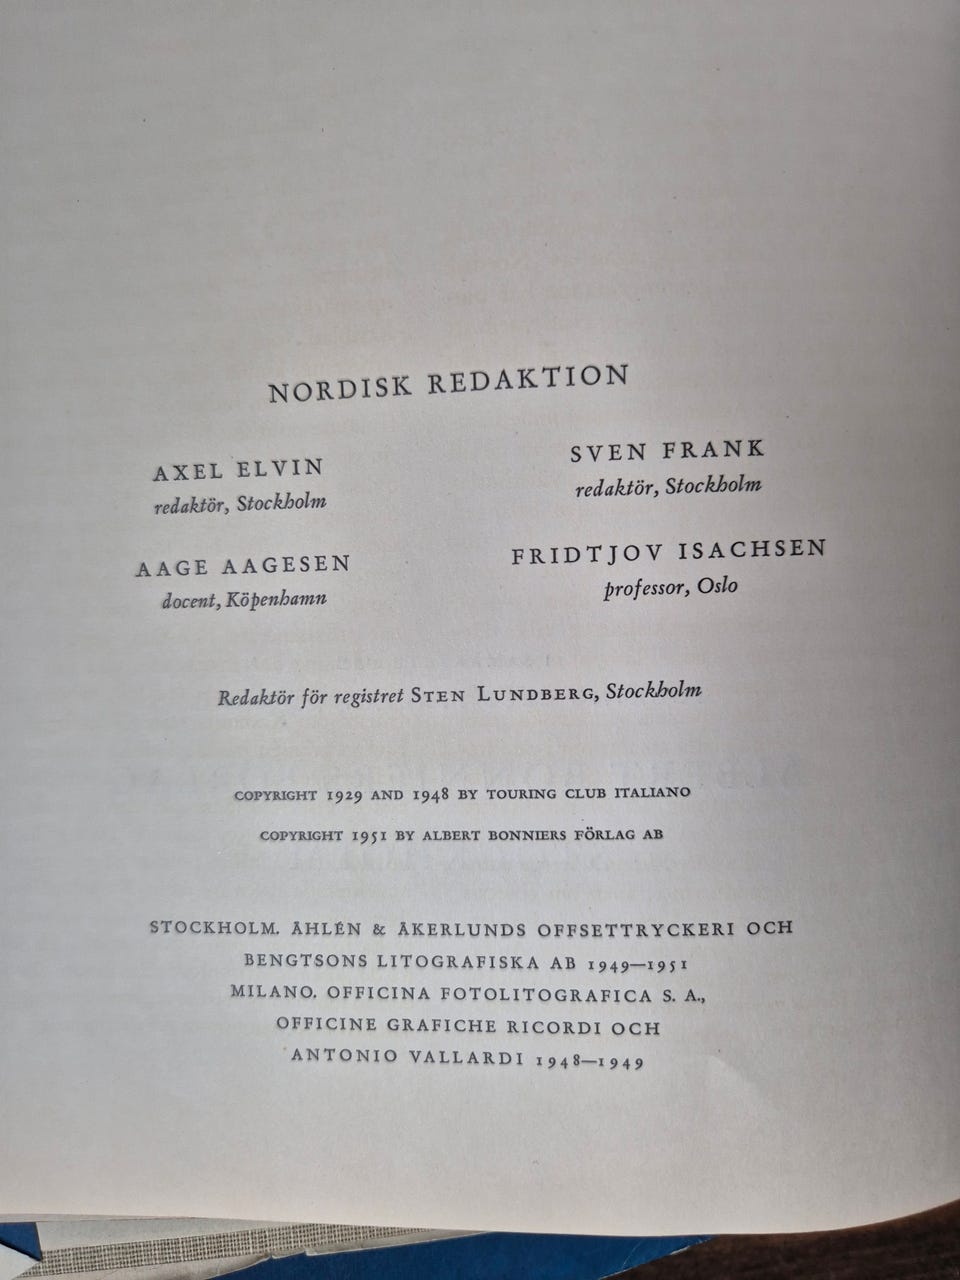 NORDISK REDAKTION
AXEL ELVIN
redaktör, Stockholm
SVEN FRANK
redaktör, Stockholm
AAGE AAGESEN
docent, Köpenhamn
FRIDTJOV ISACHSEN
professor, Oslo
Redaktör för registret STEN LUNDBERG, Stockholm
COPYRIGHT 1929 AND 1948 BY TOURING CLUB ITALIANO
COPYRIGHT 1951 BY ALBERT BONNIERS FÖRLAG AB
STOCKHOLM. ÅHLÉN & ÅKERLUNDS OFFSETTRYCKERI OCH
BENGTSONS LITOGRAFISKA AB 1949—1951
MILANO. OFFICINA FOTOLITOGRAFICA S. A.,
OFFICINE GRAFICHE RICORDI OCH
ANTONIO VALLARDI 1948—1949